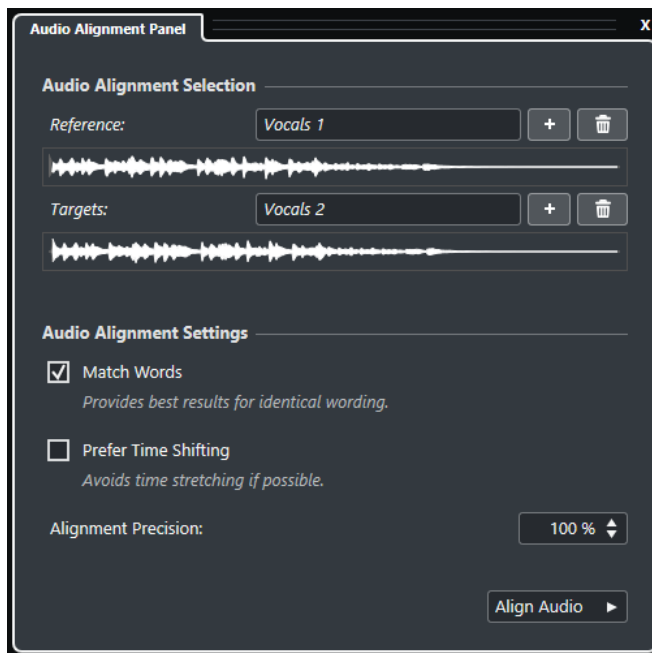 Audio Alignment Panel X
Audio Alignment Selection
Reference: Vocals 1 +
Targets: Vocals 2 +
Audio Alignment Settings
Match Words
Provides best results for identical wording.
Prefer Time Shifting
Avoids time stretching if possible.
Alignment Precision: 100 %
Align Audio